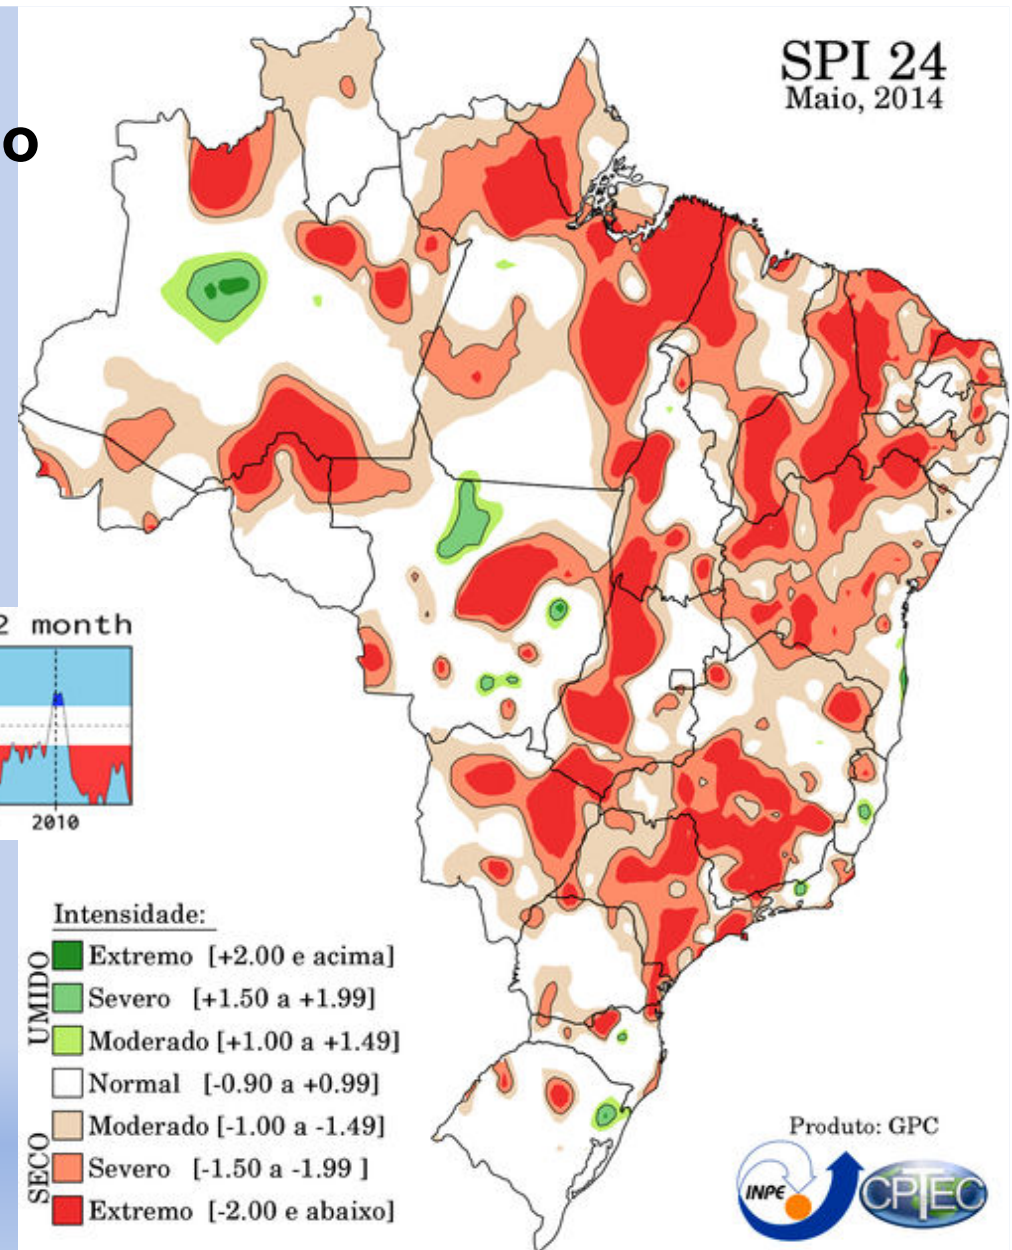 SPI 24
Maio, 2014
o
2 month
2010
Intensidade:
UMIDO
Extremo [+2.00 e acima]
Severo [+1.50 a +1.99]
Moderado [+1.00 a +1.49]
Normal [-0.90 a +0.99]
SECO
Moderado [-1.00 a -1.49]
Severo [-1.50 a -1.99 ]
Extremo [-2.00 e abaixo]
Produto: GPC
INPE
CPTEC